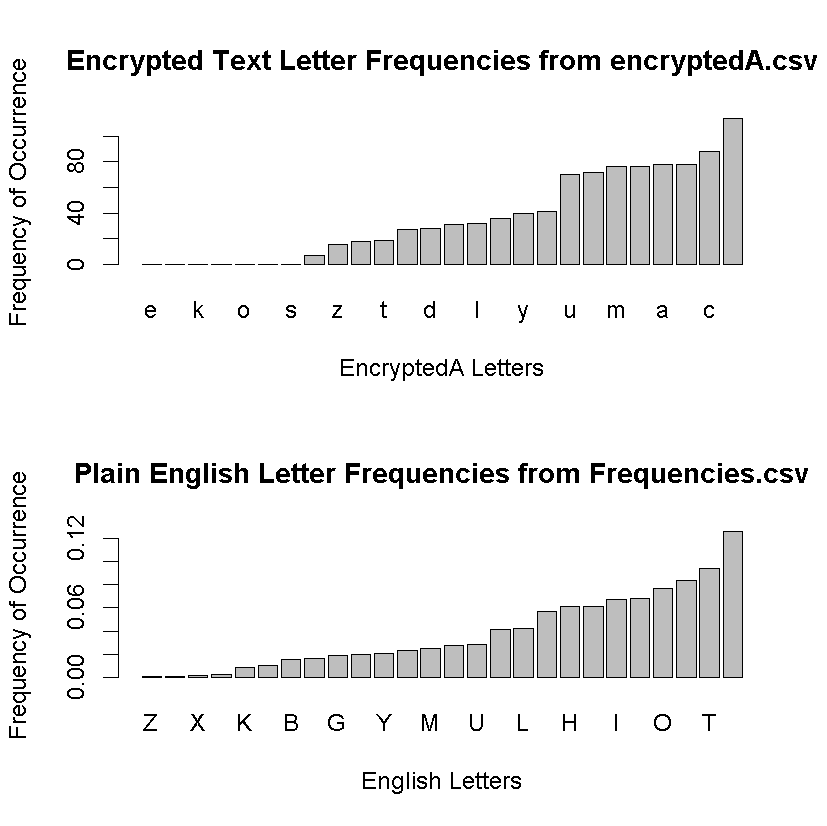 Encrypted Text Letter Frequencies from encryptedA.csv
Frequency of Occurrence
80
40
0
e k o s z t d l y u m a c
EncryptedA Letters
Plain English Letter Frequencies from Frequencies.csv
Frequency of Occurrence
0.12
0.06
0.00
Z X K B G Y M U L H I O T
English Letters